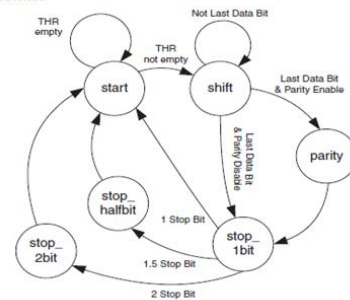 THR
empty
Not Last Data Bit
THR
not empty
start
shift
Last Data Bit
& Parity Enable
Last Data Bit
& Parity Disable
parity
stop_
halfbit
1 Stop Bit
stop_
1bit
stop_
2bit
1.5 Stop Bit
2 Stop Bit